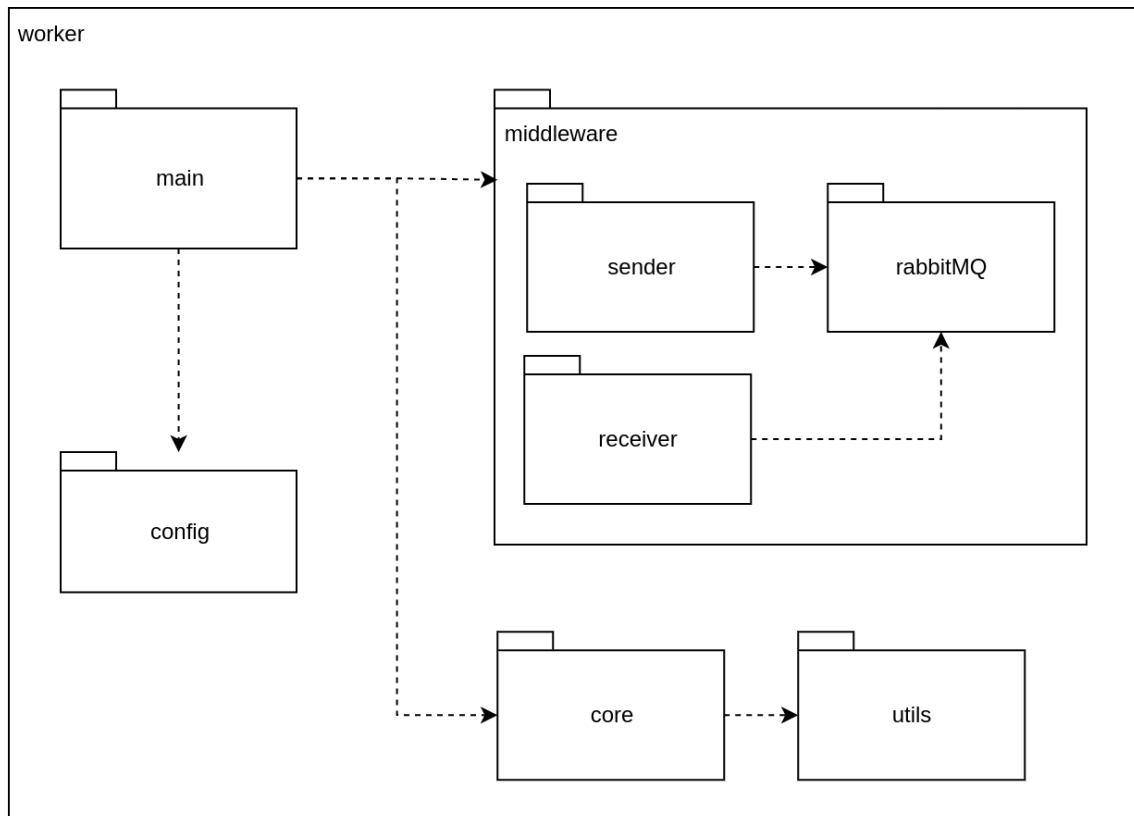 worker
main
middleware
sender
rabbitMQ
receiver
config
core
utils